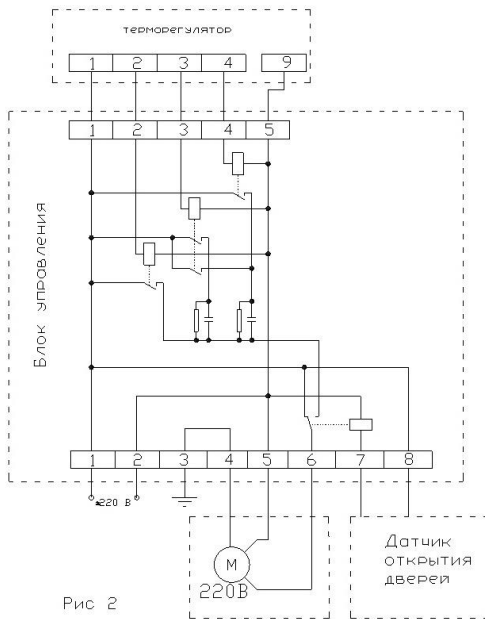 терморегулятор
1 2 3 4 9
1 2 3 4 5
Блок управления
1 2 3 4 5 6 7 8
≈220 В
М
220В
Датчик
открытия
дверей
Рис 2